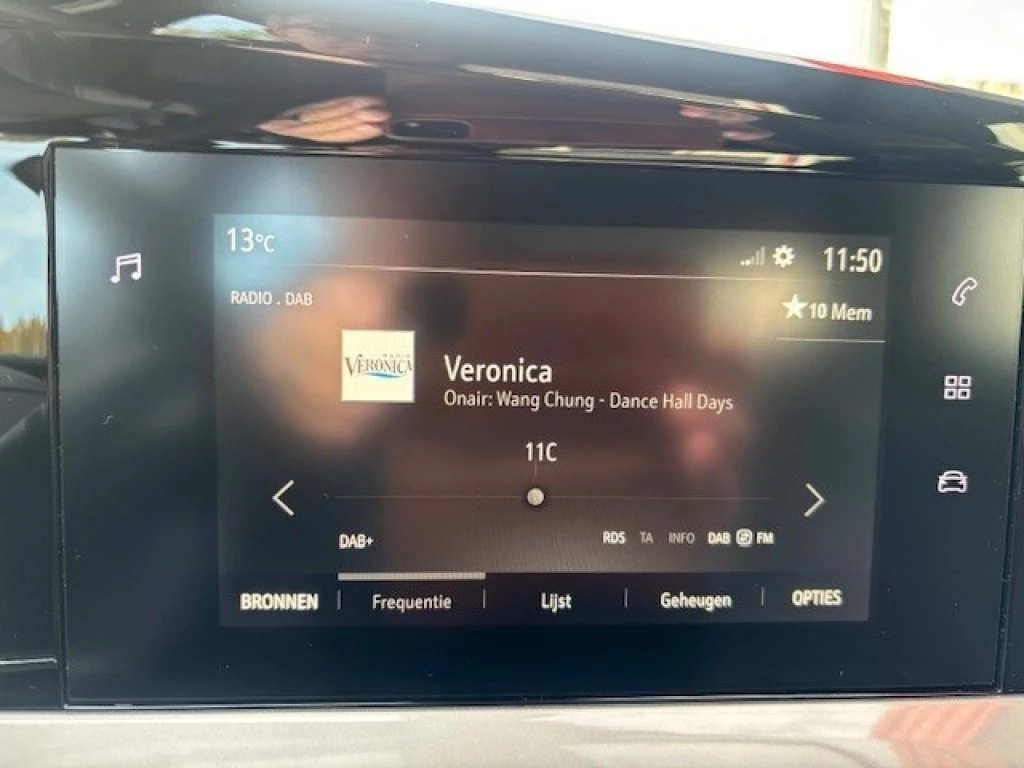 13°C
11:50
RADIO . DAB
10 Mem
RADIO
VERONICA
Veronica
Onair: Wang Chung - Dance Hall Days
11C
DAB+
RDS TA INFO DAB FM
BRONNEN Frequentie Lijst Geheugen OPTIES